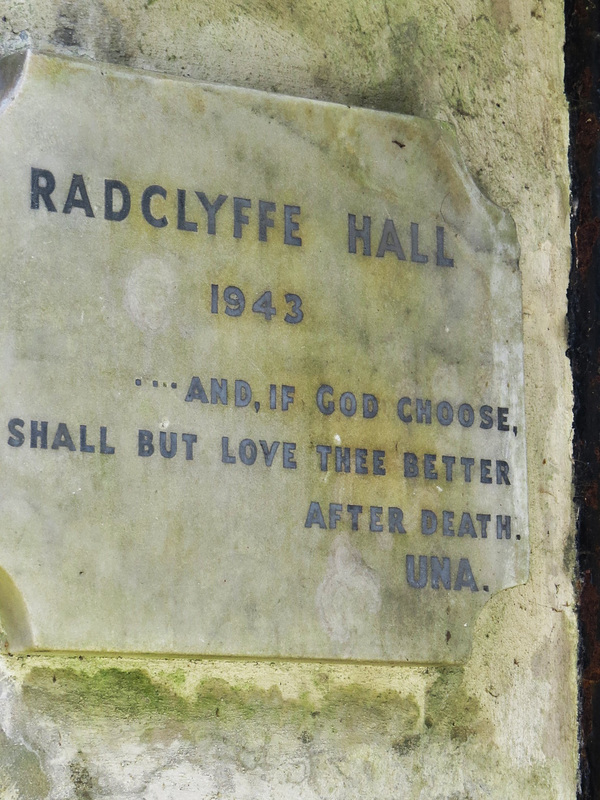 RADCLYFFE HALL
1943
....AND, IF GOD CHOOSE,
SHALL BUT LOVE THEE BETTER
AFTER DEATH.
UNA.